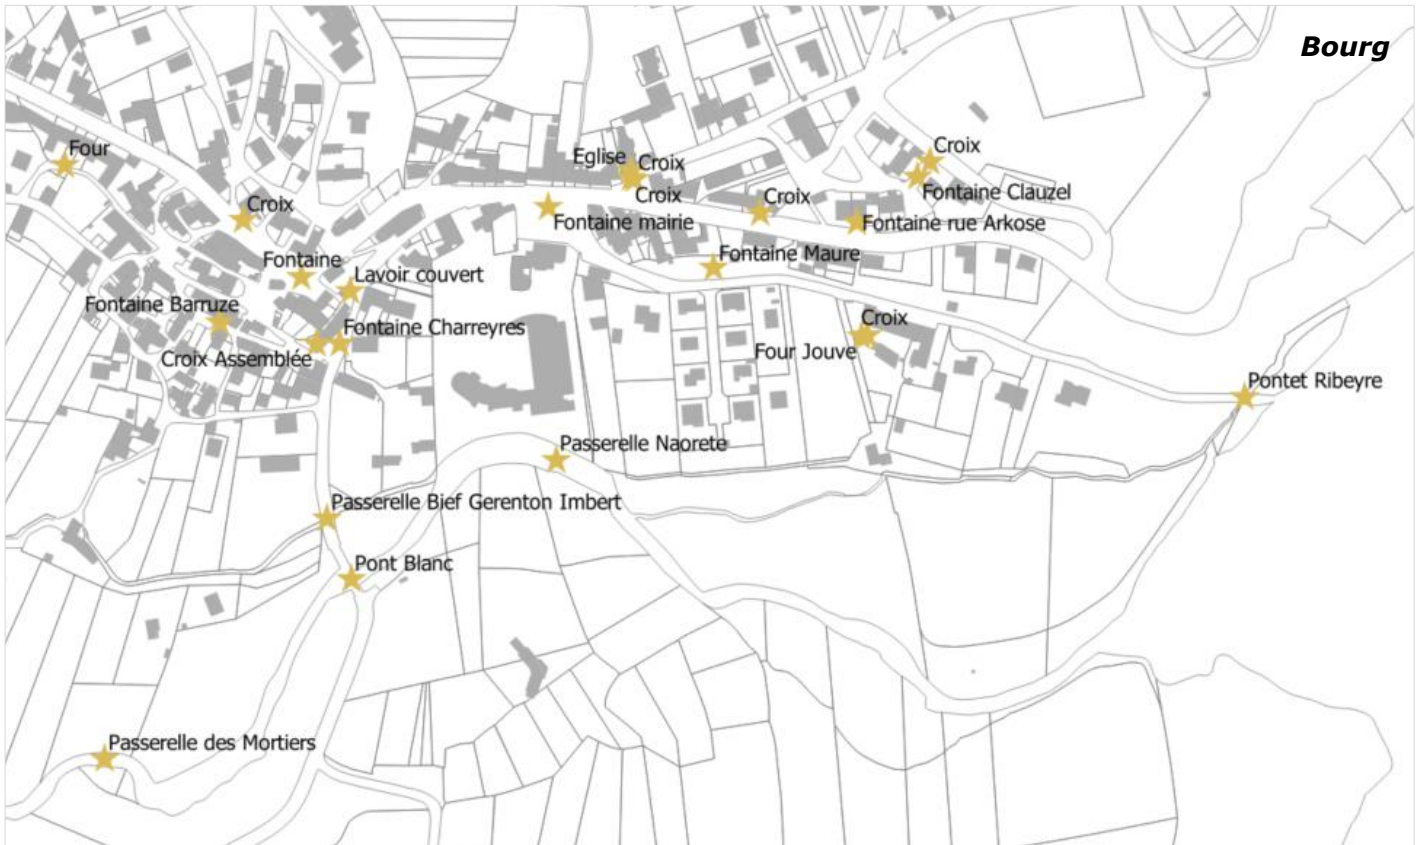 Bourg
Four
Eglise
Croix
Croix
Croix
Croix
Croix
Fontaine Clauzel
Fontaine mairie
Fontaine rue Arkose
Fontaine
Fontaine Maure
Lavoir couvert
Fontaine Barruze
Fontaine Charreyres
Croix
Croix Assemblée
Four Jouve
Pontet Ribeyre
Passerelle Naorete
Passerelle Bief Gerenton Imbert
Pont Blanc
Passerelle des Mortiers